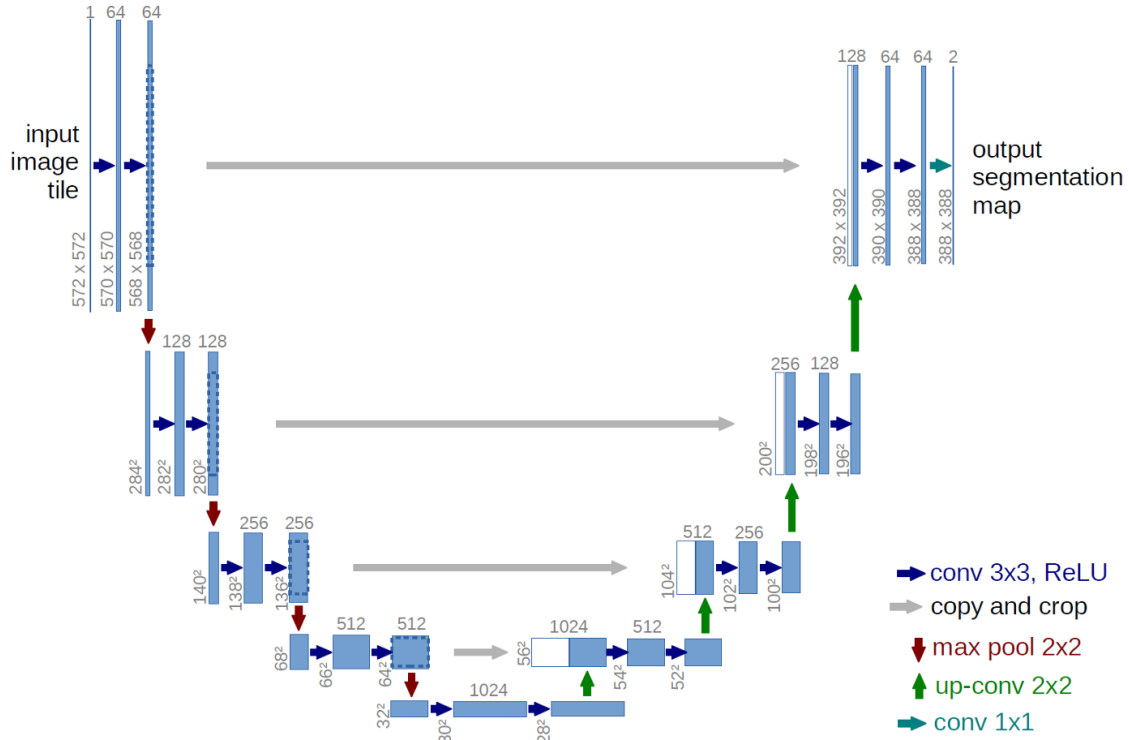 1 64 64
128 64 64 2
input
image
tile
output
segmentation
map
572 x 572
570 x 570
568 x 568
392 x 392
390 x 390
388 x 388
388 x 388
128 128
256 128
284²
282²
280²
200²
198²
196²
256 256
512 256
140²
138²
136²
104²
102²
100²
512 512
1024 512
68²
66²
64²
56²
54²
52²
1024
32²
30²
28²
conv 3x3, ReLU
copy and crop
max pool 2x2
up-conv 2x2
conv 1x1